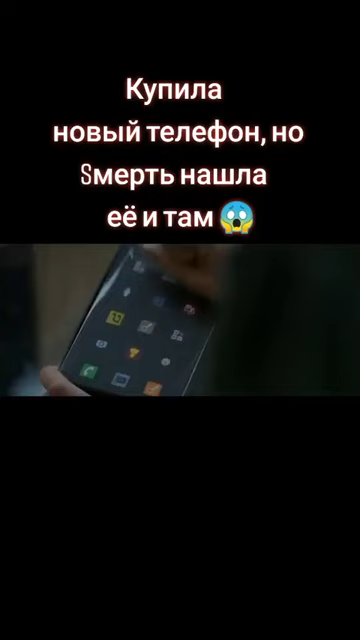 Купила
новый телефон, но
Sмерть нашла
её и там 😱